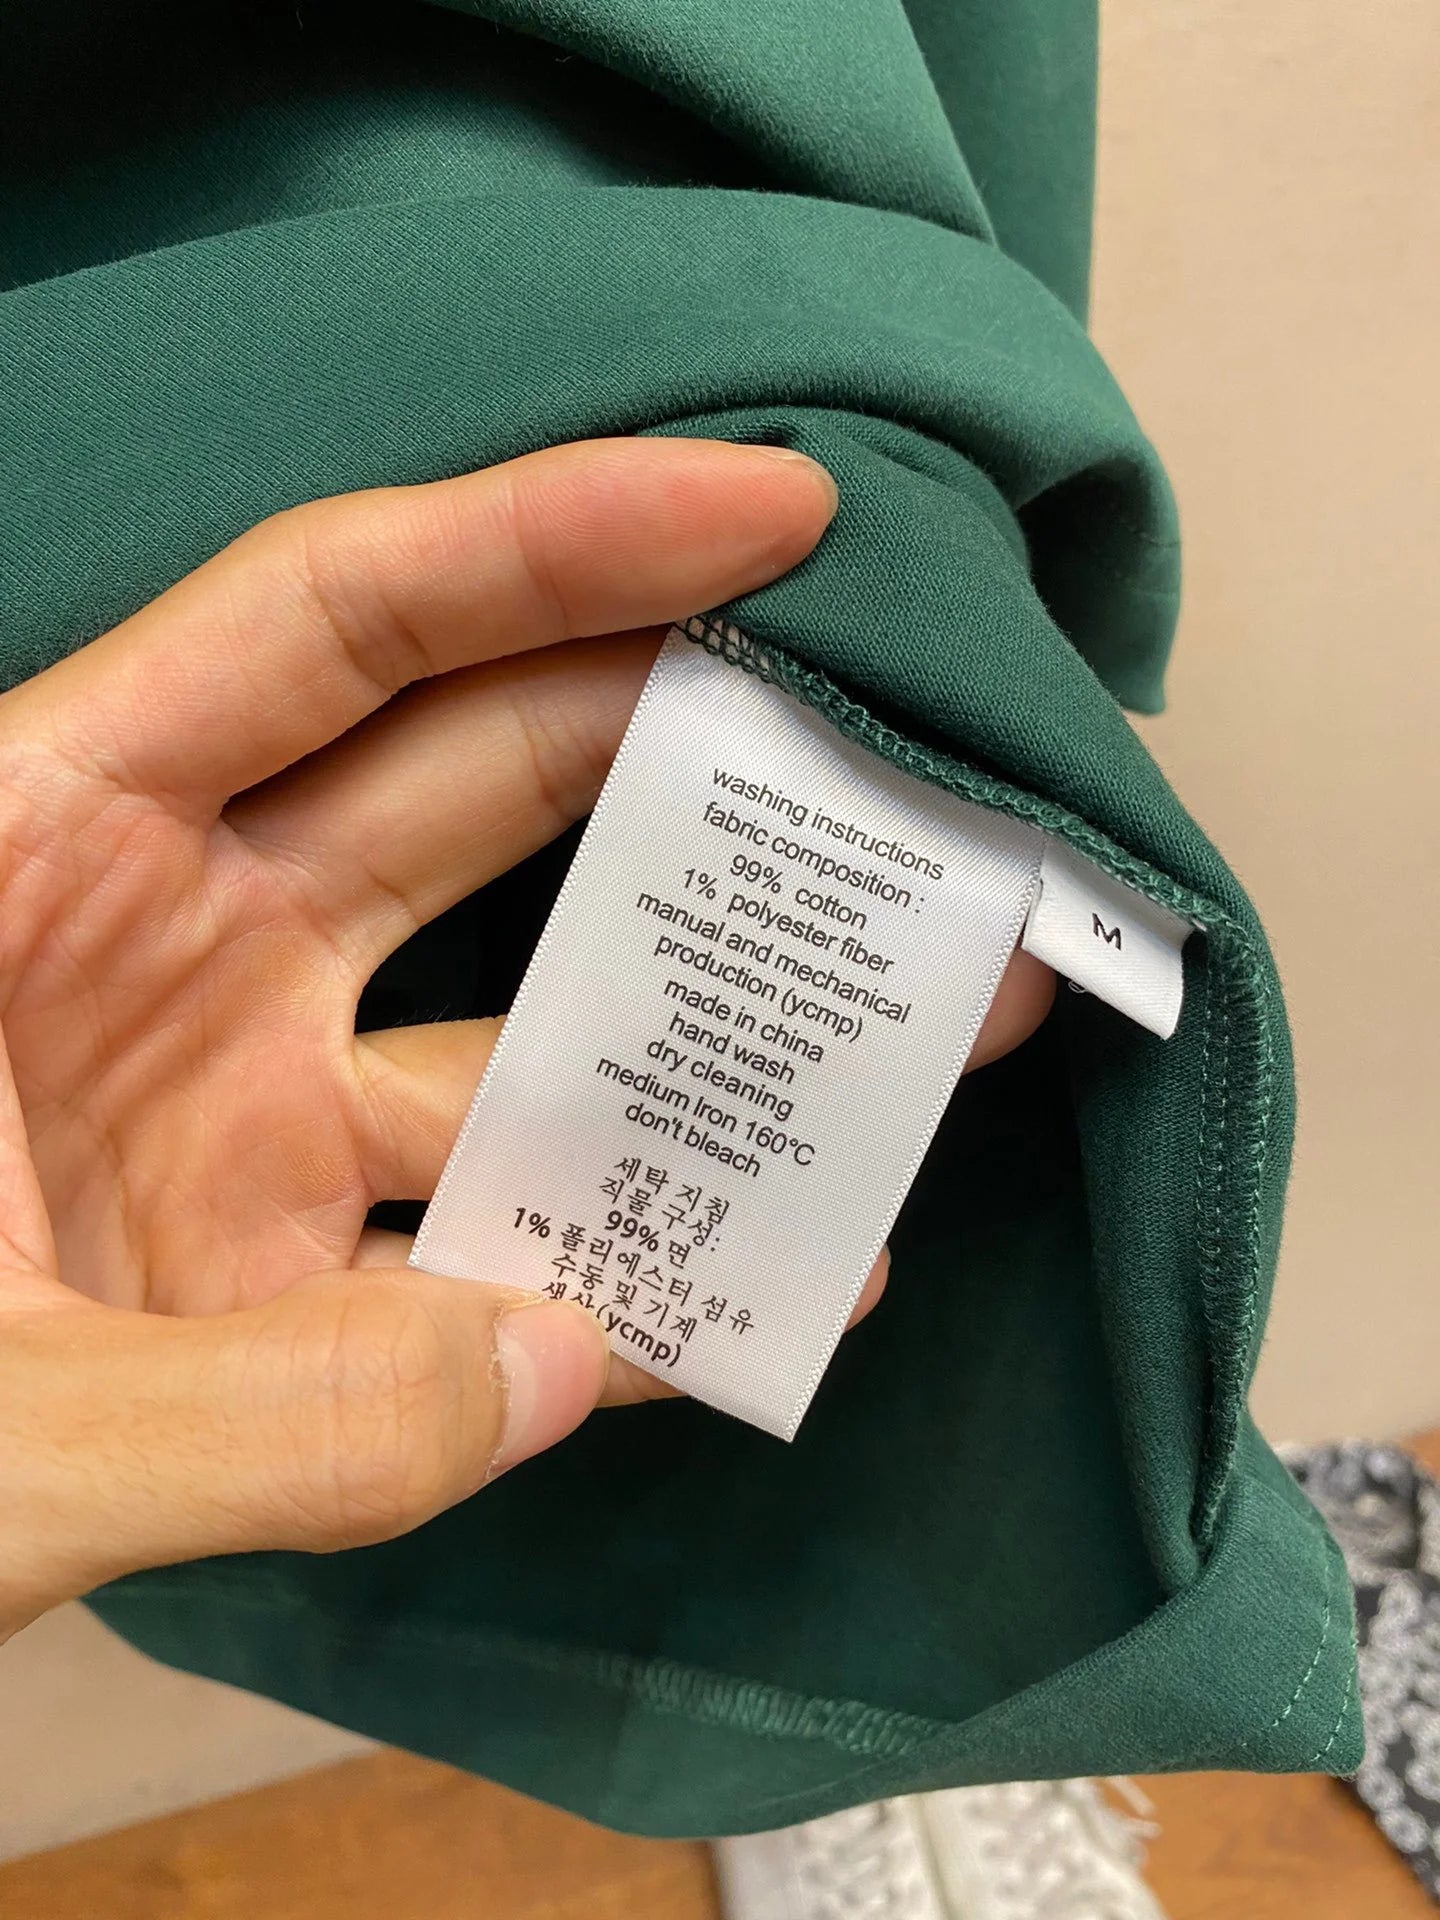 washing instructions
fabric composition :
99% cotton
1% polyester fiber
manual and mechanical
production (ycmp)
made in china
hand wash
dry cleaning
medium Iron 160℃
don't bleach
세탁 지침
직물 구성:
99% 면
1% 폴리에스터 섬유
수동 및 기계
(ycmp)
M